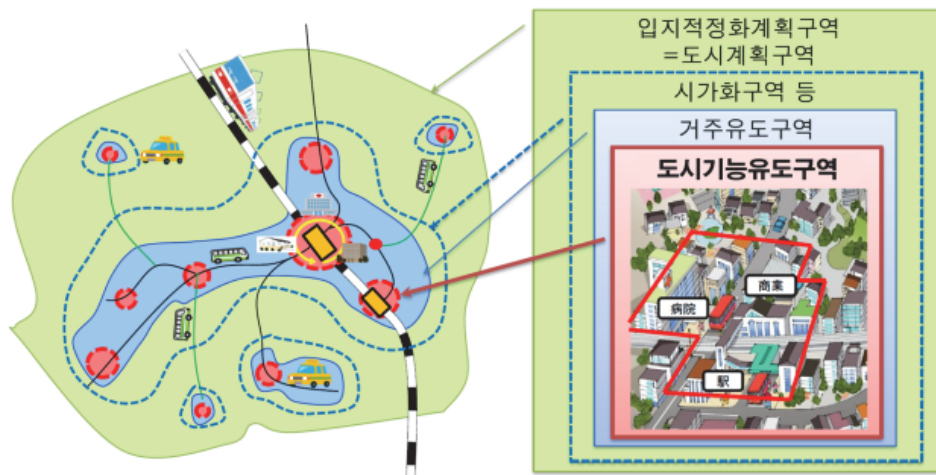 입지적정화계획구역
=도시계획구역
시가화구역 등
거주유도구역
도시기능유도구역
商業
病院
駅